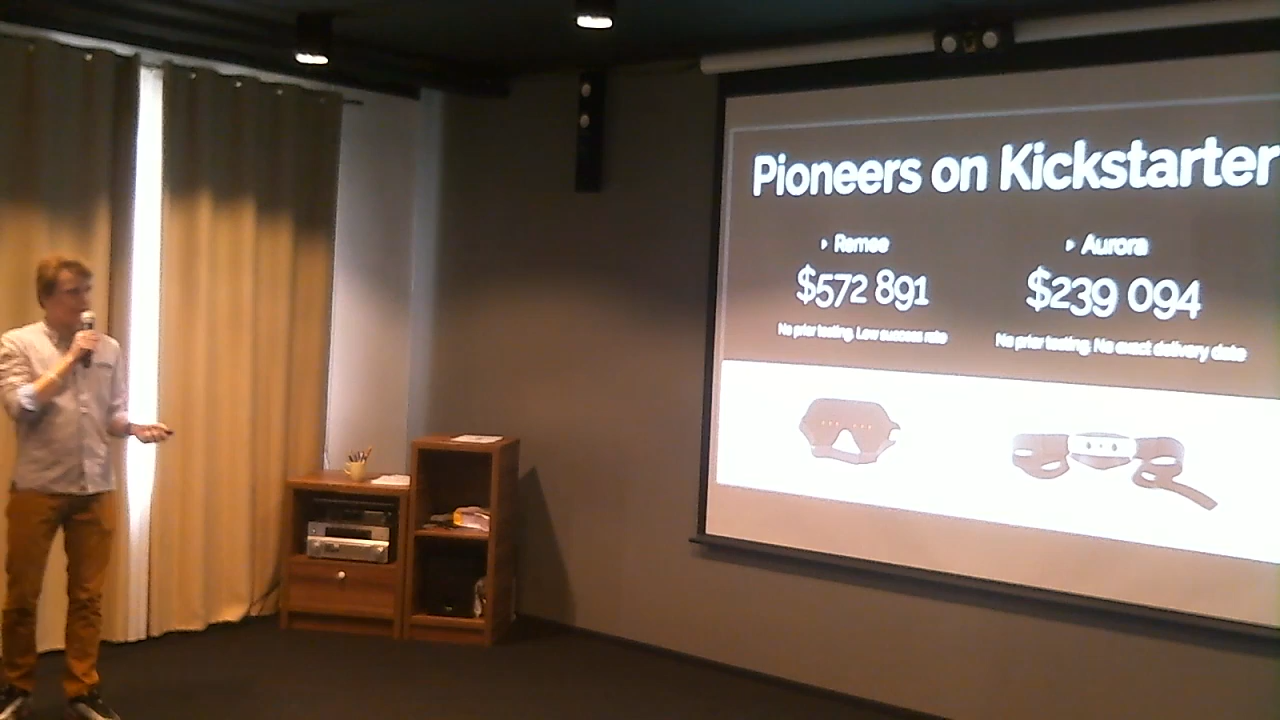 Pioneers on Kickstarter
Remee
$572 891
No prior testing. Low success rate
Aurora
$239 094
No prior testing. No exact delivery date